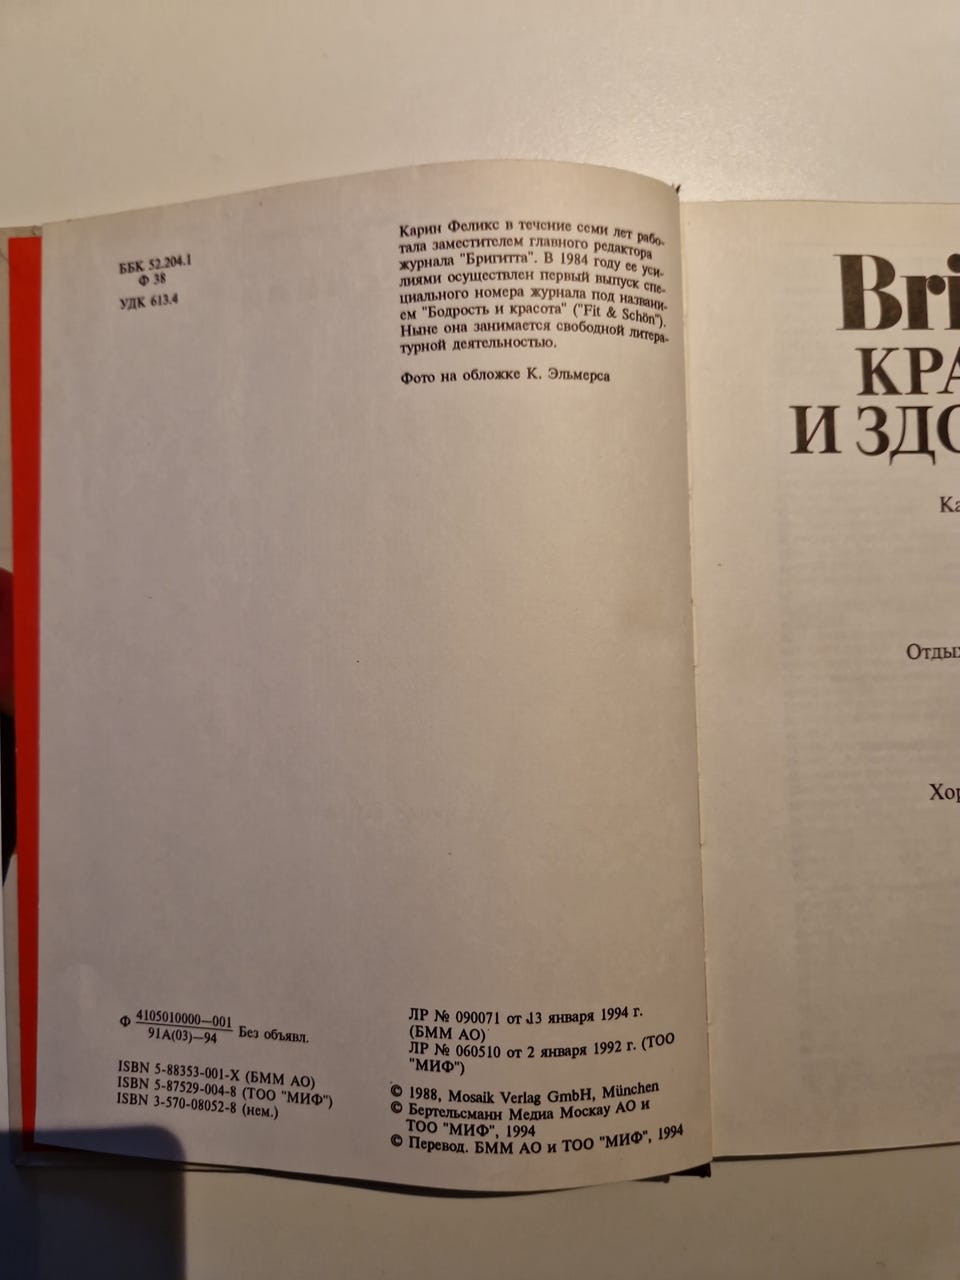 ББК 52.204.1
Ф 38
УДК 613.4
Карин Феликс в течение семи лет рабо-
тала заместителем главного редактора
журнала "Бригитта". В 1984 году ее уси-
лиями осуществлен первый выпуск спе-
циального номера журнала под названи-
ем "Бодрость и красота" ("Fit & Schön").
Ныне она занимается свободной литера-
турной деятельностью.
Фото на обложке К. Эльмерса
Ф 4105010000—001
91А(03)—94 Без объявл.
ISBN 5-88353-001-X (БММ АО)
ISBN 5-87529-004-8 (ТОО "МИФ")
ISBN 3-570-08052-8 (нем.)
ЛР № 090071 от 13 января 1994 г.
(БММ АО)
ЛР № 060510 от 2 января 1992 г. (ТОО
"МИФ")
© 1988, Mosaik Verlag GmbH, München
© Бертельсманн Медиа Москау АО и
ТОО "МИФ", 1994
© Перевод. БММ АО и ТОО "МИФ", 1994
Bri
КРА
И ЗДО
Ка
Отдых
Хор